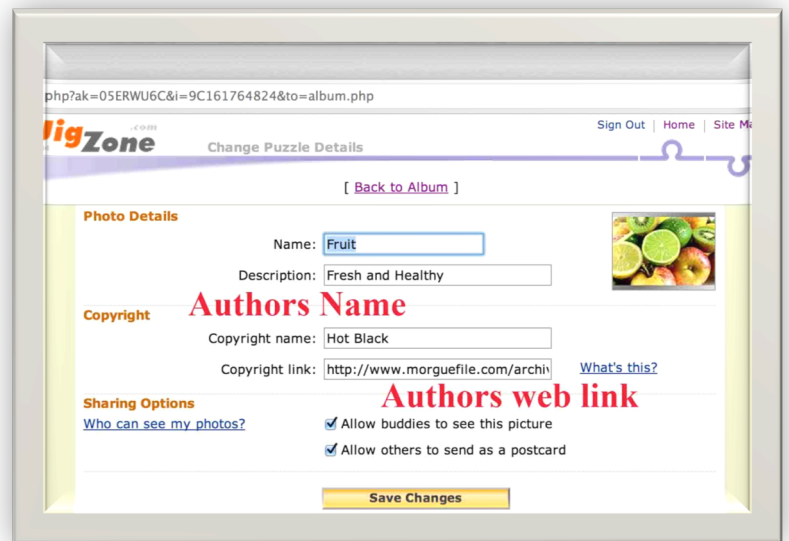 php?ak=05ERWU6C&i=9C161764824&to=album.php
JigZone .com
Change Puzzle Details
Sign Out | Home | Site Ma
[ Back to Album ]
Photo Details
Name: Fruit
Description: Fresh and Healthy
Authors Name
Copyright
Copyright name: Hot Black
Copyright link: http://www.morguefile.com/archiv What's this?
Authors web link
Sharing Options
Who can see my photos? Allow buddies to see this picture
Allow others to send as a postcard
Save Changes